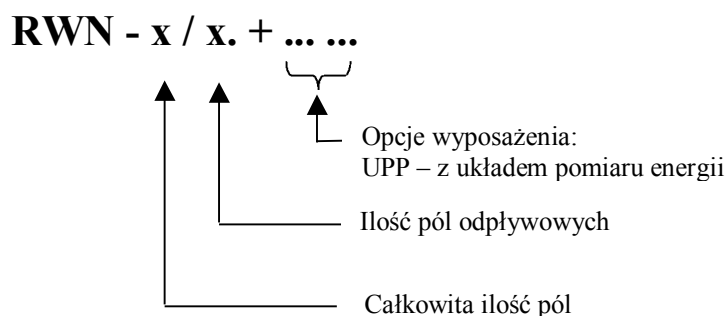 RWN - x / x. + ... ...
Opcje wyposażenia:
UPP – z układem pomiaru energii
Ilość pól odpływowych
Całkowita ilość pól